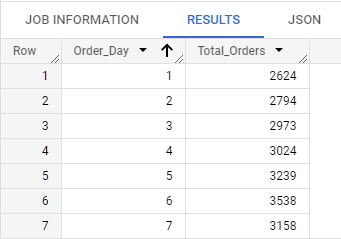 JOB INFORMATION RESULTS JSON
Row Order_Day Total_Orders
1 1 2624
2 2 2794
3 3 2973
4 4 3024
5 5 3239
6 6 3538
7 7 3158